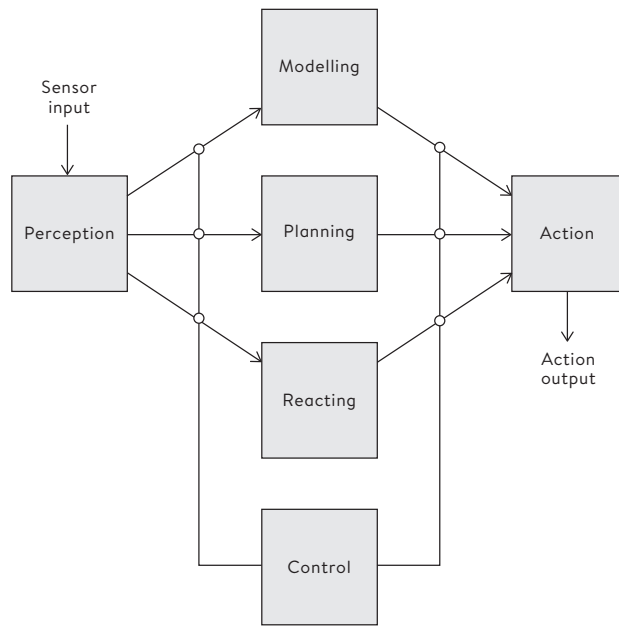 Modelling
Sensor
input
Perception
Planning
Action
Action
output
Reacting
Control